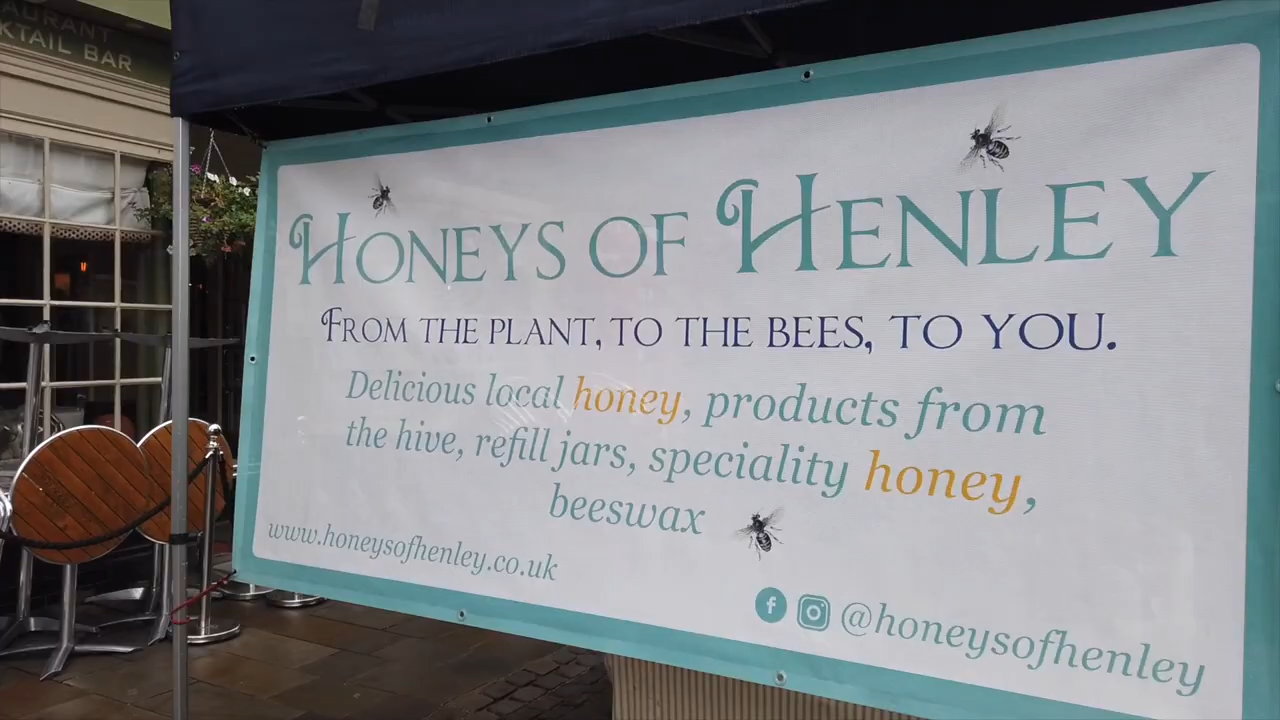 AURANT
KTAIL BAR
HONEYS OF HENLEY
FROM THE PLANT, TO THE BEES, TO YOU.
Delicious local honey, products from
the hive, refill jars, speciality honey,
beeswax
www.honeysofhenley.co.uk
f @honeysofhenley